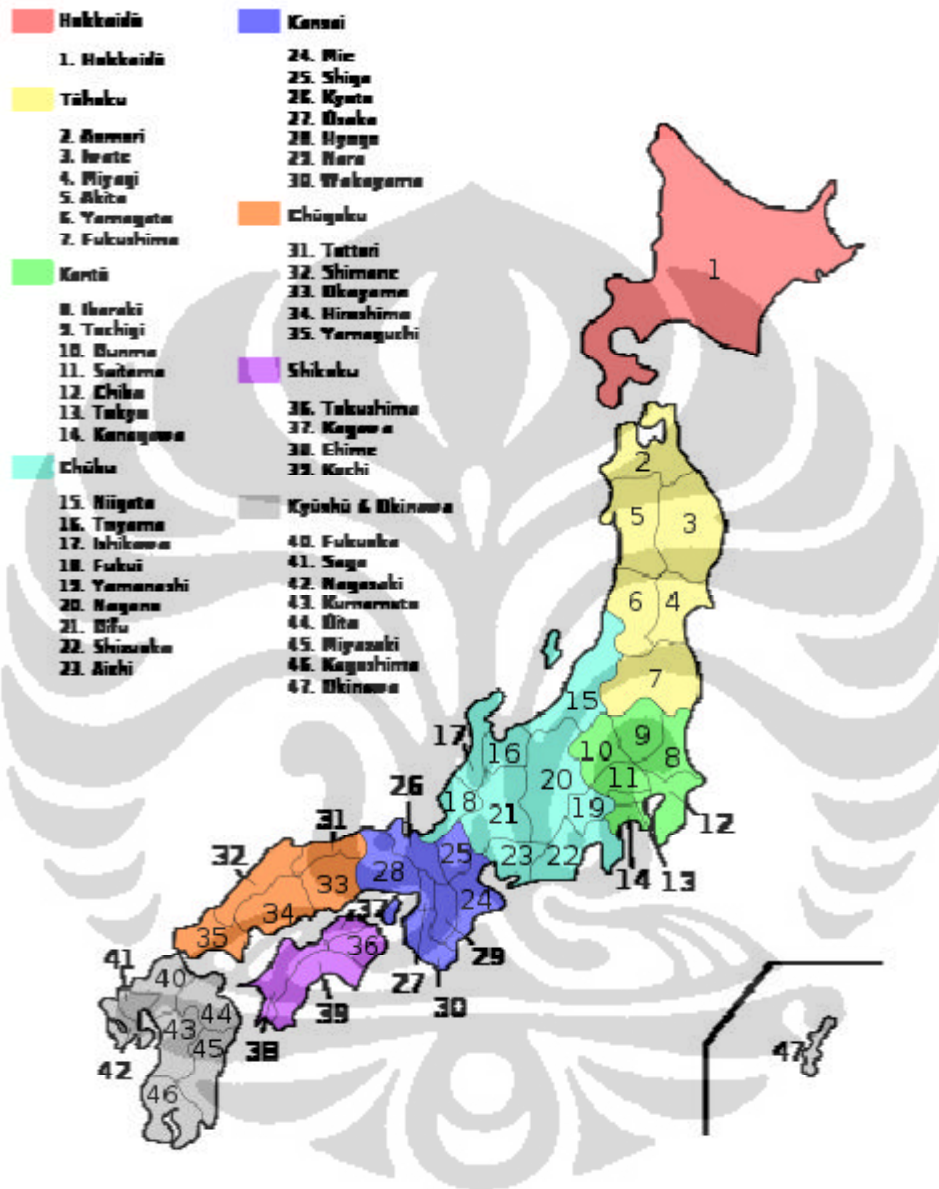 Hokkaidō
1. Hokkaidō
Tōhoku
2. Aomori
3. Iwate
4. Miyagi
5. Akita
6. Yamagata
7. Fukushima
Kantō
8. Ibaraki
9. Tochigi
10. Gunma
11. Saitama
12. Chiba
13. Tokyo
14. Kanagawa
Chūbu
15. Niigata
16. Toyama
17. Ishikawa
18. Fukui
19. Yamanashi
20. Nagano
21. Gifu
22. Shizuoka
23. Aichi
Kansai
24. Mie
25. Shiga
26. Kyoto
27. Ōsaka
28. Hyogo
29. Nara
30. Wakayama
Chūgoku
31. Tottori
32. Shimane
33. Okayama
34. Hiroshima
35. Yamaguchi
Shikoku
36. Tokushima
37. Kagawa
38. Ehime
39. Kochi
Kyūshū & Okinawa
40. Fukuoka
41. Saga
42. Nagasaki
43. Kumamoto
44. Ōita
45. Miyazaki
46. Kagoshima
47. Okinawa
1
2
5
3
6
4
7
15
9
17
16
10
8
20
11
26
18
21
19
12
31
32
25
23
22
14
13
28
33
24
37
34
35
36
29
41
40
27
30
39
44
43
38
45
42
47
46